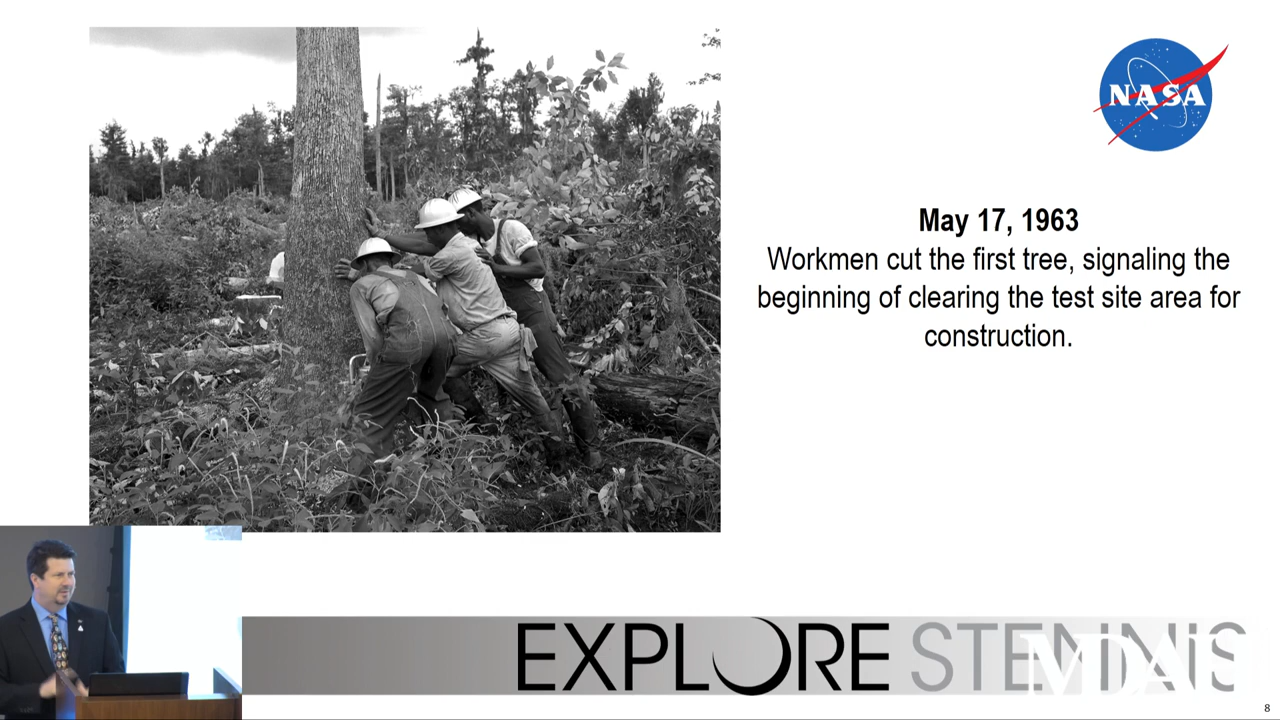 NASA
May 17, 1963
Workmen cut the first tree, signaling the
beginning of clearing the test site area for
construction.
EXPLORE STENNIS
MDAH
8